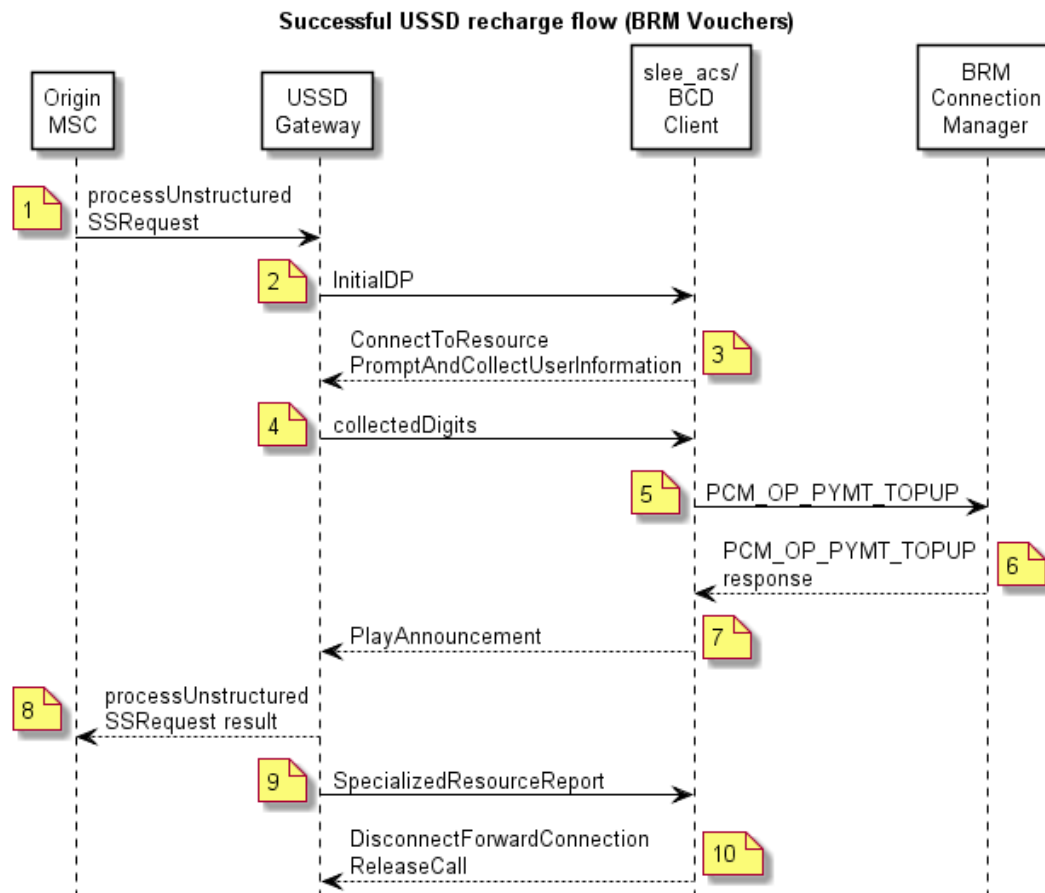 Successful USSD recharge flow (BRM Vouchers)
Origin
MSC
USSD
Gateway
slee_acs/
BCD
Client
BRM
Connection
Manager
1
processUnstructured
SSRequest
2
InitialDP
ConnectToResource
PromptAndCollectUserInformation
3
4
collectedDigits
5
PCM_OP_PYMT_TOPUP
PCM_OP_PYMT_TOPUP
response
6
PlayAnnouncement
7
8
processUnstructured
SSRequest result
9
SpecializedResourceReport
DisconnectForwardConnection
ReleaseCall
10